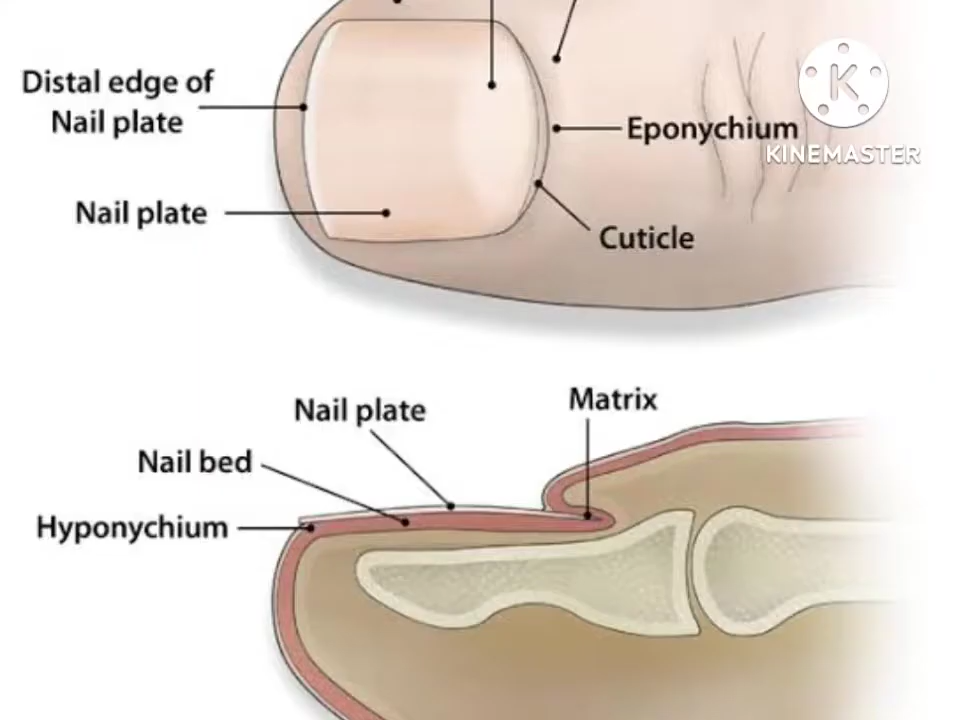 Distal edge of
Nail plate
Eponychium
K
KINEMASTER
Nail plate
Cuticle
Nail plate
Matrix
Nail bed
Hyponychium